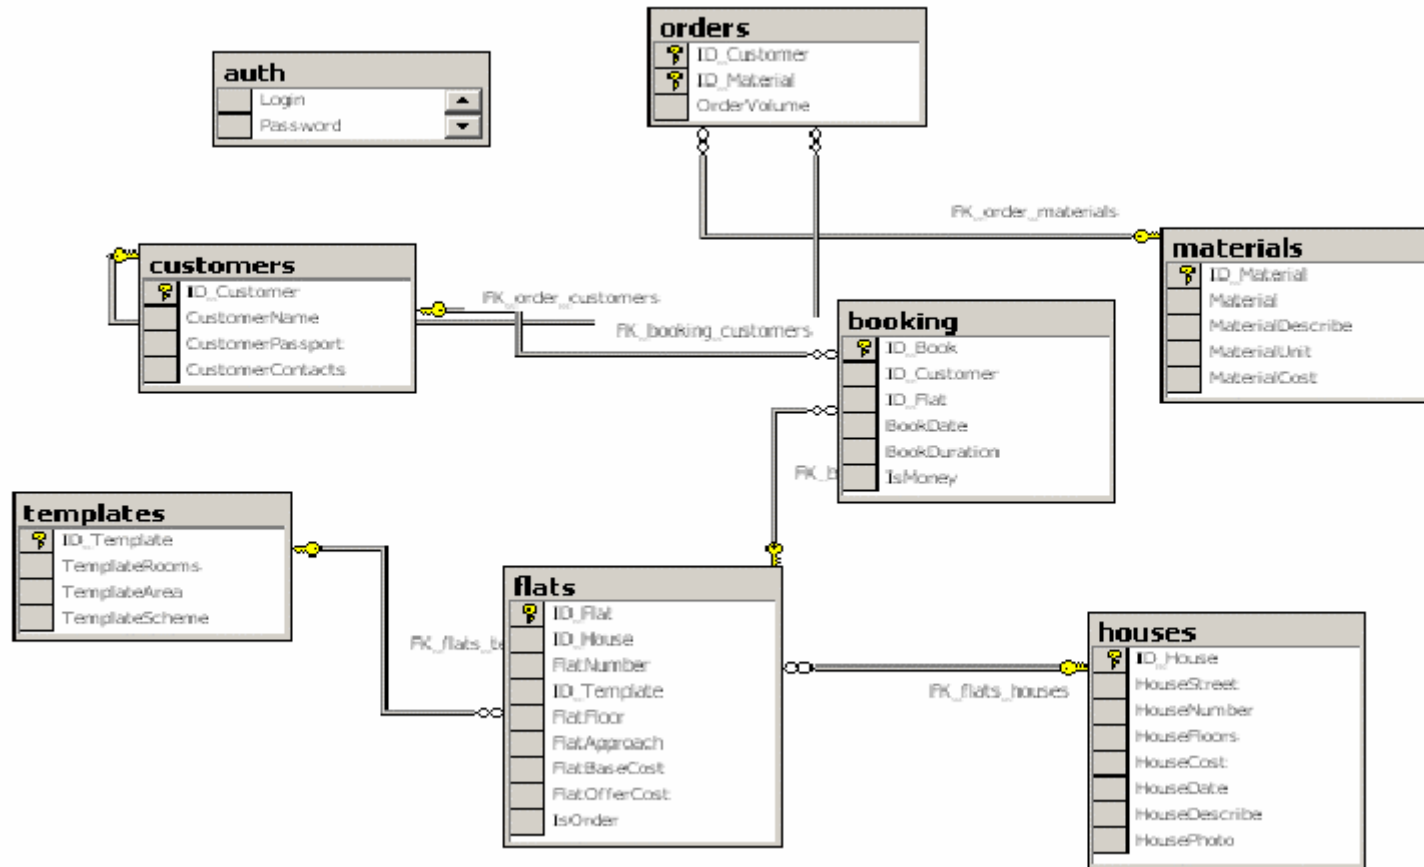 orders
ID_Customer
ID_Material
OrderVolume
auth
Login
Password
FK_order_materials
materials
ID_Material
Material
MaterialDescribe
MaterialUnit
MaterialCost
customers
ID_Customer
CustomerName
CustomerPassport
CustomerContacts
FK_order_customers
FK_booking_customers
booking
ID_Book
ID_Customer
ID_Flat
BookDate
BookDuration
IsMoney
FK_b
templates
ID_Template
TemplateRooms
TemplateArea
TemplateScheme
FK_flats_te
flats
ID_Flat
ID_House
FlatNumber
ID_Template
FlatFloor
FlatApproach
FlatBaseCost
FlatOfferCost
IsOrder
FK_flats_houses
houses
ID_House
HouseStreet
HouseNumber
HouseFloors
HouseCost
HouseDate
HouseDescribe
HousePhoto